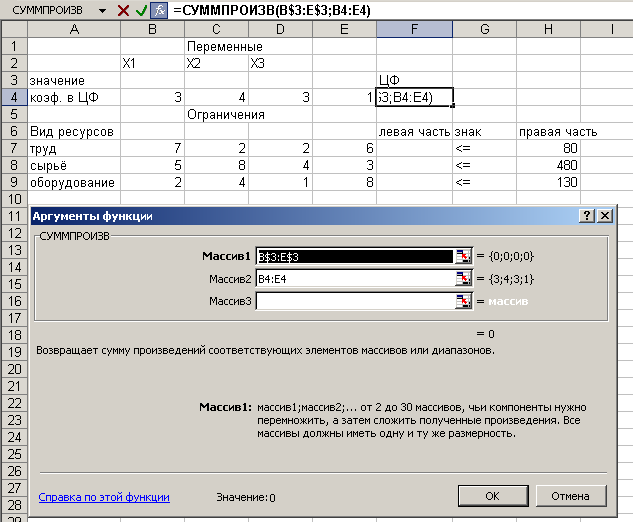 СУММПРОИЗВ =СУММПРОИЗВ(B$3:E$3;B4:E4)
A B C D E F G H I
1 Переменные
2 X1 X2 X3
3 значение ЦФ
4 коэф. в ЦФ 3 4 3 1 $3;B4:E4)
5 Ограничения
6 Вид ресурсов левая часть знак правая часть
7 труд 7 2 2 6 <= 80
8 сырьё 5 8 4 3 <= 480
9 оборудование 2 4 1 8 <= 130
10
11 Аргументы функции
12
13 СУММПРОИЗВ
14 Массив1 B$3:E$3 = {0;0;0;0}
15 Массив2 B4:E4 = {3;4;3;1}
16 Массив3 = массив
17
18 = 0
19 Возвращает сумму произведений соответствующих элементов массивов или диапазонов.
20
21
22 Массив1: массив1;массив2;... от 2 до 30 массивов, чьи компоненты нужно
23 перемножить, а затем сложить полученные произведения. Все
24 массивы должны иметь одну и ту же размерность.
25
26
27 Справка по этой функции Значение:0 ОК Отмена
28